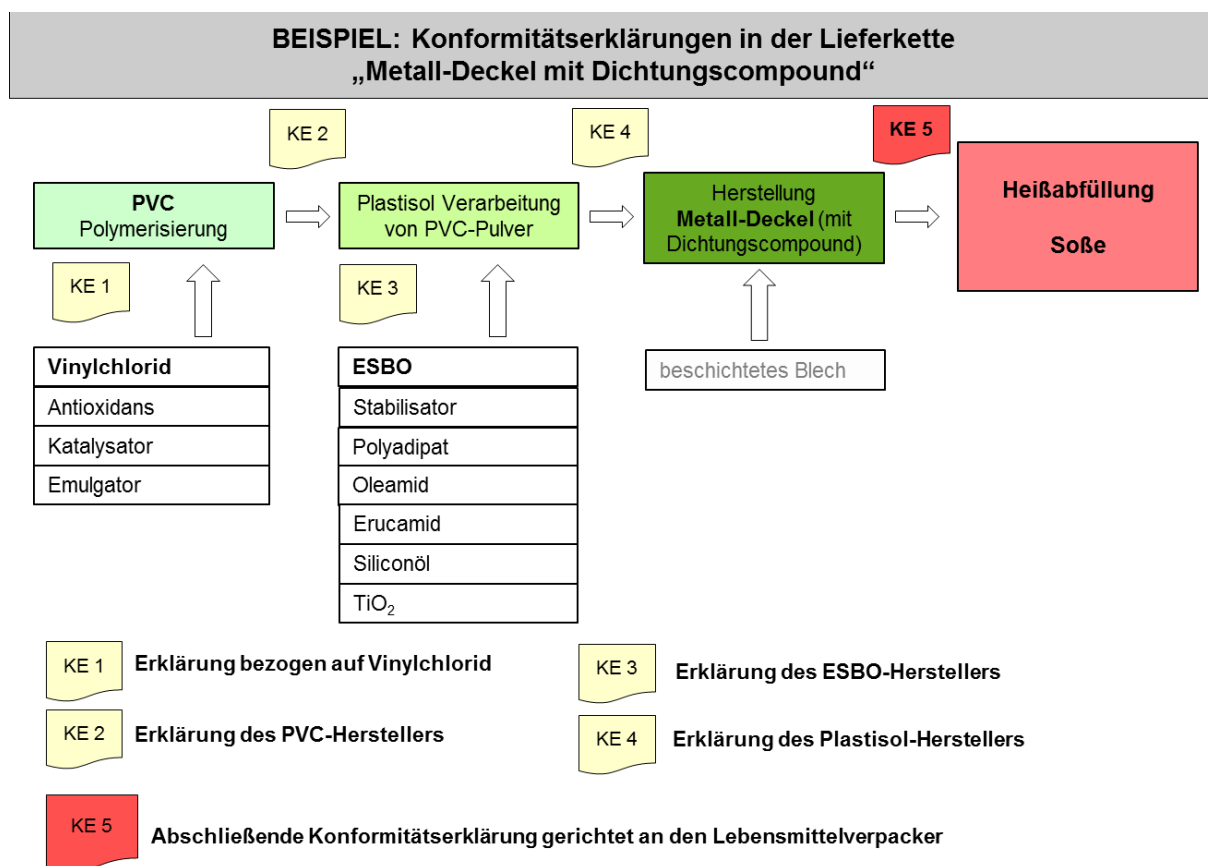 BEISPIEL: Konformitätserklärungen in der Lieferkette
„Metall-Deckel mit Dichtungscompound“
KE 2
KE 4
KE 5
PVC
Polymerisierung
Plastisol Verarbeitung
von PVC-Pulver
Herstellung
Metall-Deckel (mit
Dichtungscompound)
Heißabfüllung
Soße
KE 1
KE 3
Vinylchlorid
Antioxidans
Katalysator
Emulgator
ESBO
Stabilisator
Polyadipat
Oleamid
Erucamid
Siliconöl
TiO₂
beschichtetes Blech
KE 1
Erklärung bezogen auf Vinylchlorid
KE 3
Erklärung des ESBO-Herstellers
KE 2
Erklärung des PVC-Herstellers
KE 4
Erklärung des Plastisol-Herstellers
KE 5
Abschließende Konformitätserklärung gerichtet an den Lebensmittelverpacker